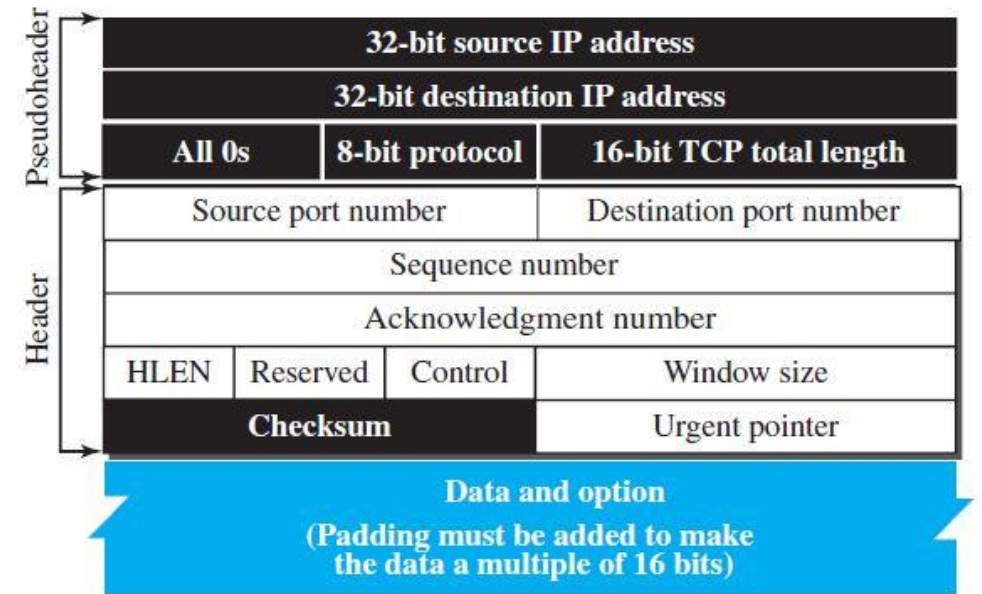 Pseudoheader
32-bit source IP address
32-bit destination IP address
All 0s 8-bit protocol 16-bit TCP total length
Header
Source port number Destination port number
Sequence number
Acknowledgment number
HLEN Reserved Control Window size
Checksum Urgent pointer
Data and option
(Padding must be added to make
the data a multiple of 16 bits)